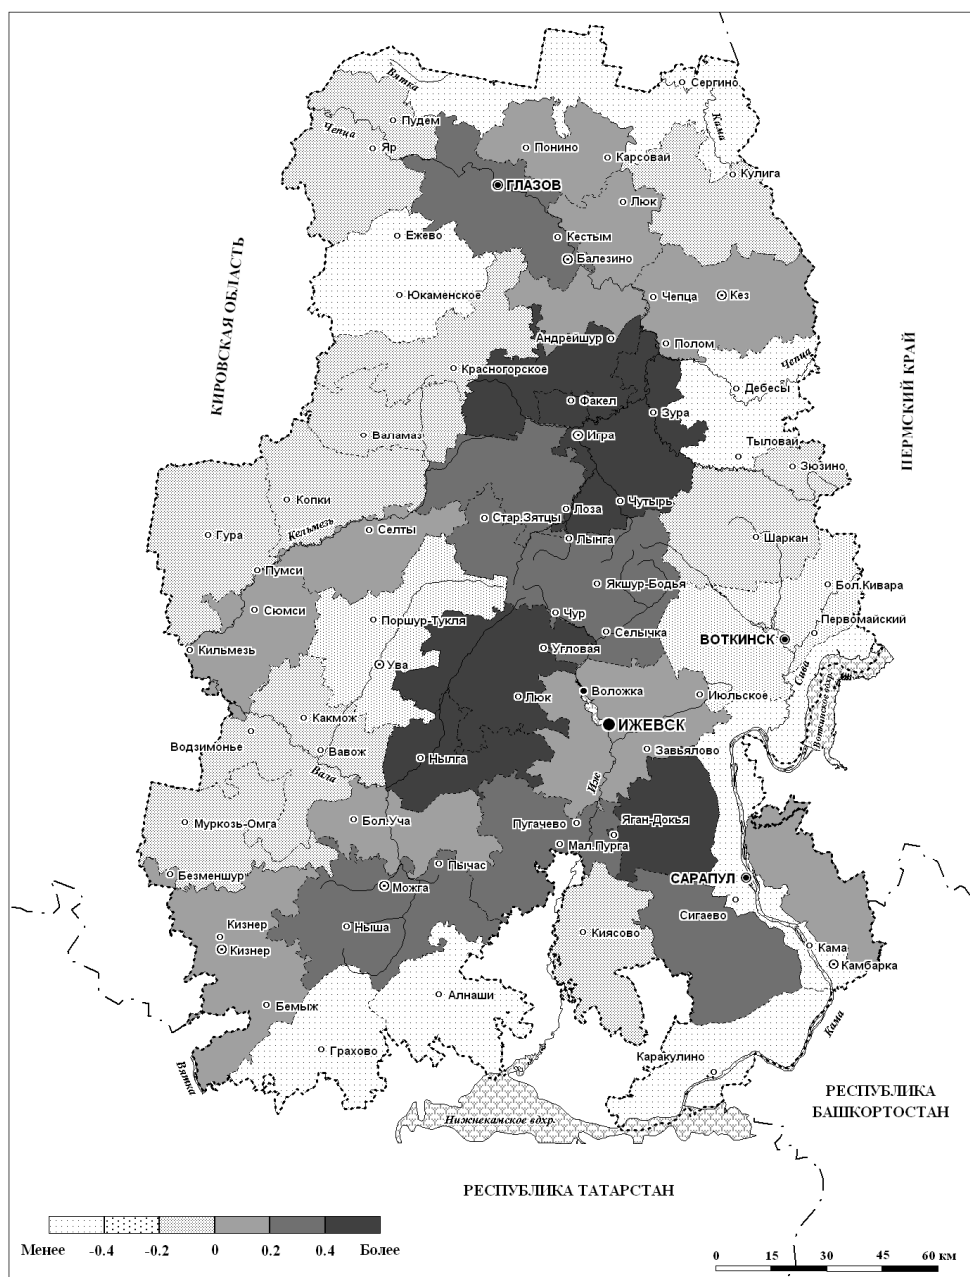 Сергино
Вятка
Кама
Пудем
Чепца
Яр
Понино
Карсовай
Кулига
ГЛАЗОВ
Люк
Ежево
Кестым
Балезино
КИРОВСКАЯ ОБЛАСТЬ
Юкаменское
Чепца
Кез
Андрейшур
Полом
ПЕРМСКИЙ КРАЙ
Чепца
Красногорское
Дебесы
Факел
Зура
Валамаз
Игра
Тыловай
Зюзино
Копки
Чутырь
Лоза
Стар.Зятцы
Кельмезь
Селты
Гура
Лынга
Шаркан
Пумси
Якшур-Бодья
Бол.Кивара
Сюмси
Чур
Поршур-Тукля
Первомайский
Селычка
ВОТКИНСК
Кильмезь
Угловая
Ува
Сива
Воткинское вдхр.
Люк
Воложка
Июльское
Какмож
ИЖЕВСК
Водзимонье
Вавож
Нылга
Завьялово
Вала
Иж
Муркозь-Омга
Бол.Уча
Пугачево
Яган-Докья
Мал.Пурга
Пычас
Безменшур
Можга
САРАПУЛ
Сигаево
Кизнер
Ныша
Киясово
Кизнер
Кама
Камбарка
Бемыж
Алнаши
Кама
Грахово
Каракулино
Вятка
РЕСПУБЛИКА
БАШКОРТОСТАН
Нижнекамское вдхр.
РЕСПУБЛИКА ТАТАРСТАН
Менее -0.4 -0.2 0 0.2 0.4 Более
0 15 30 45 60 км